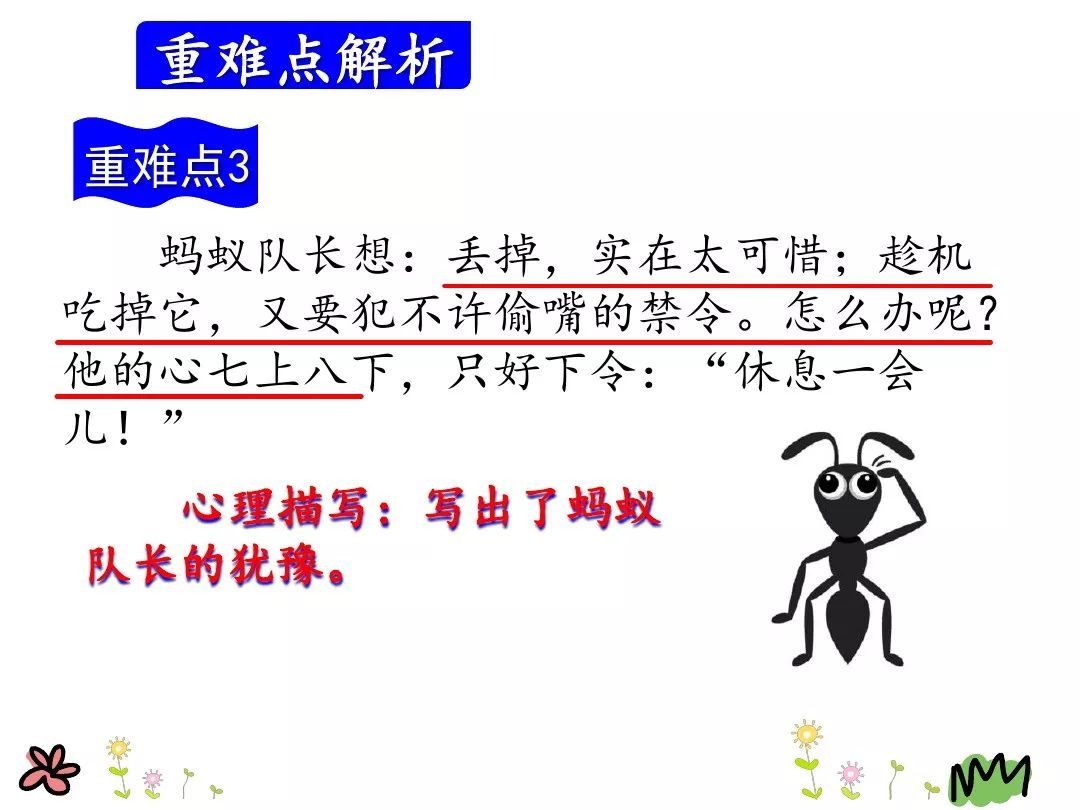 重难点解析
重难点3
蚂蚁队长想：丢掉，实在太可惜；趁机
吃掉它，又要犯不许偷嘴的禁令。怎么办呢？
他的心七上八下，只好下令：“休息一会
儿！”
心理描写：写出了蚂蚁
队长的犹豫。